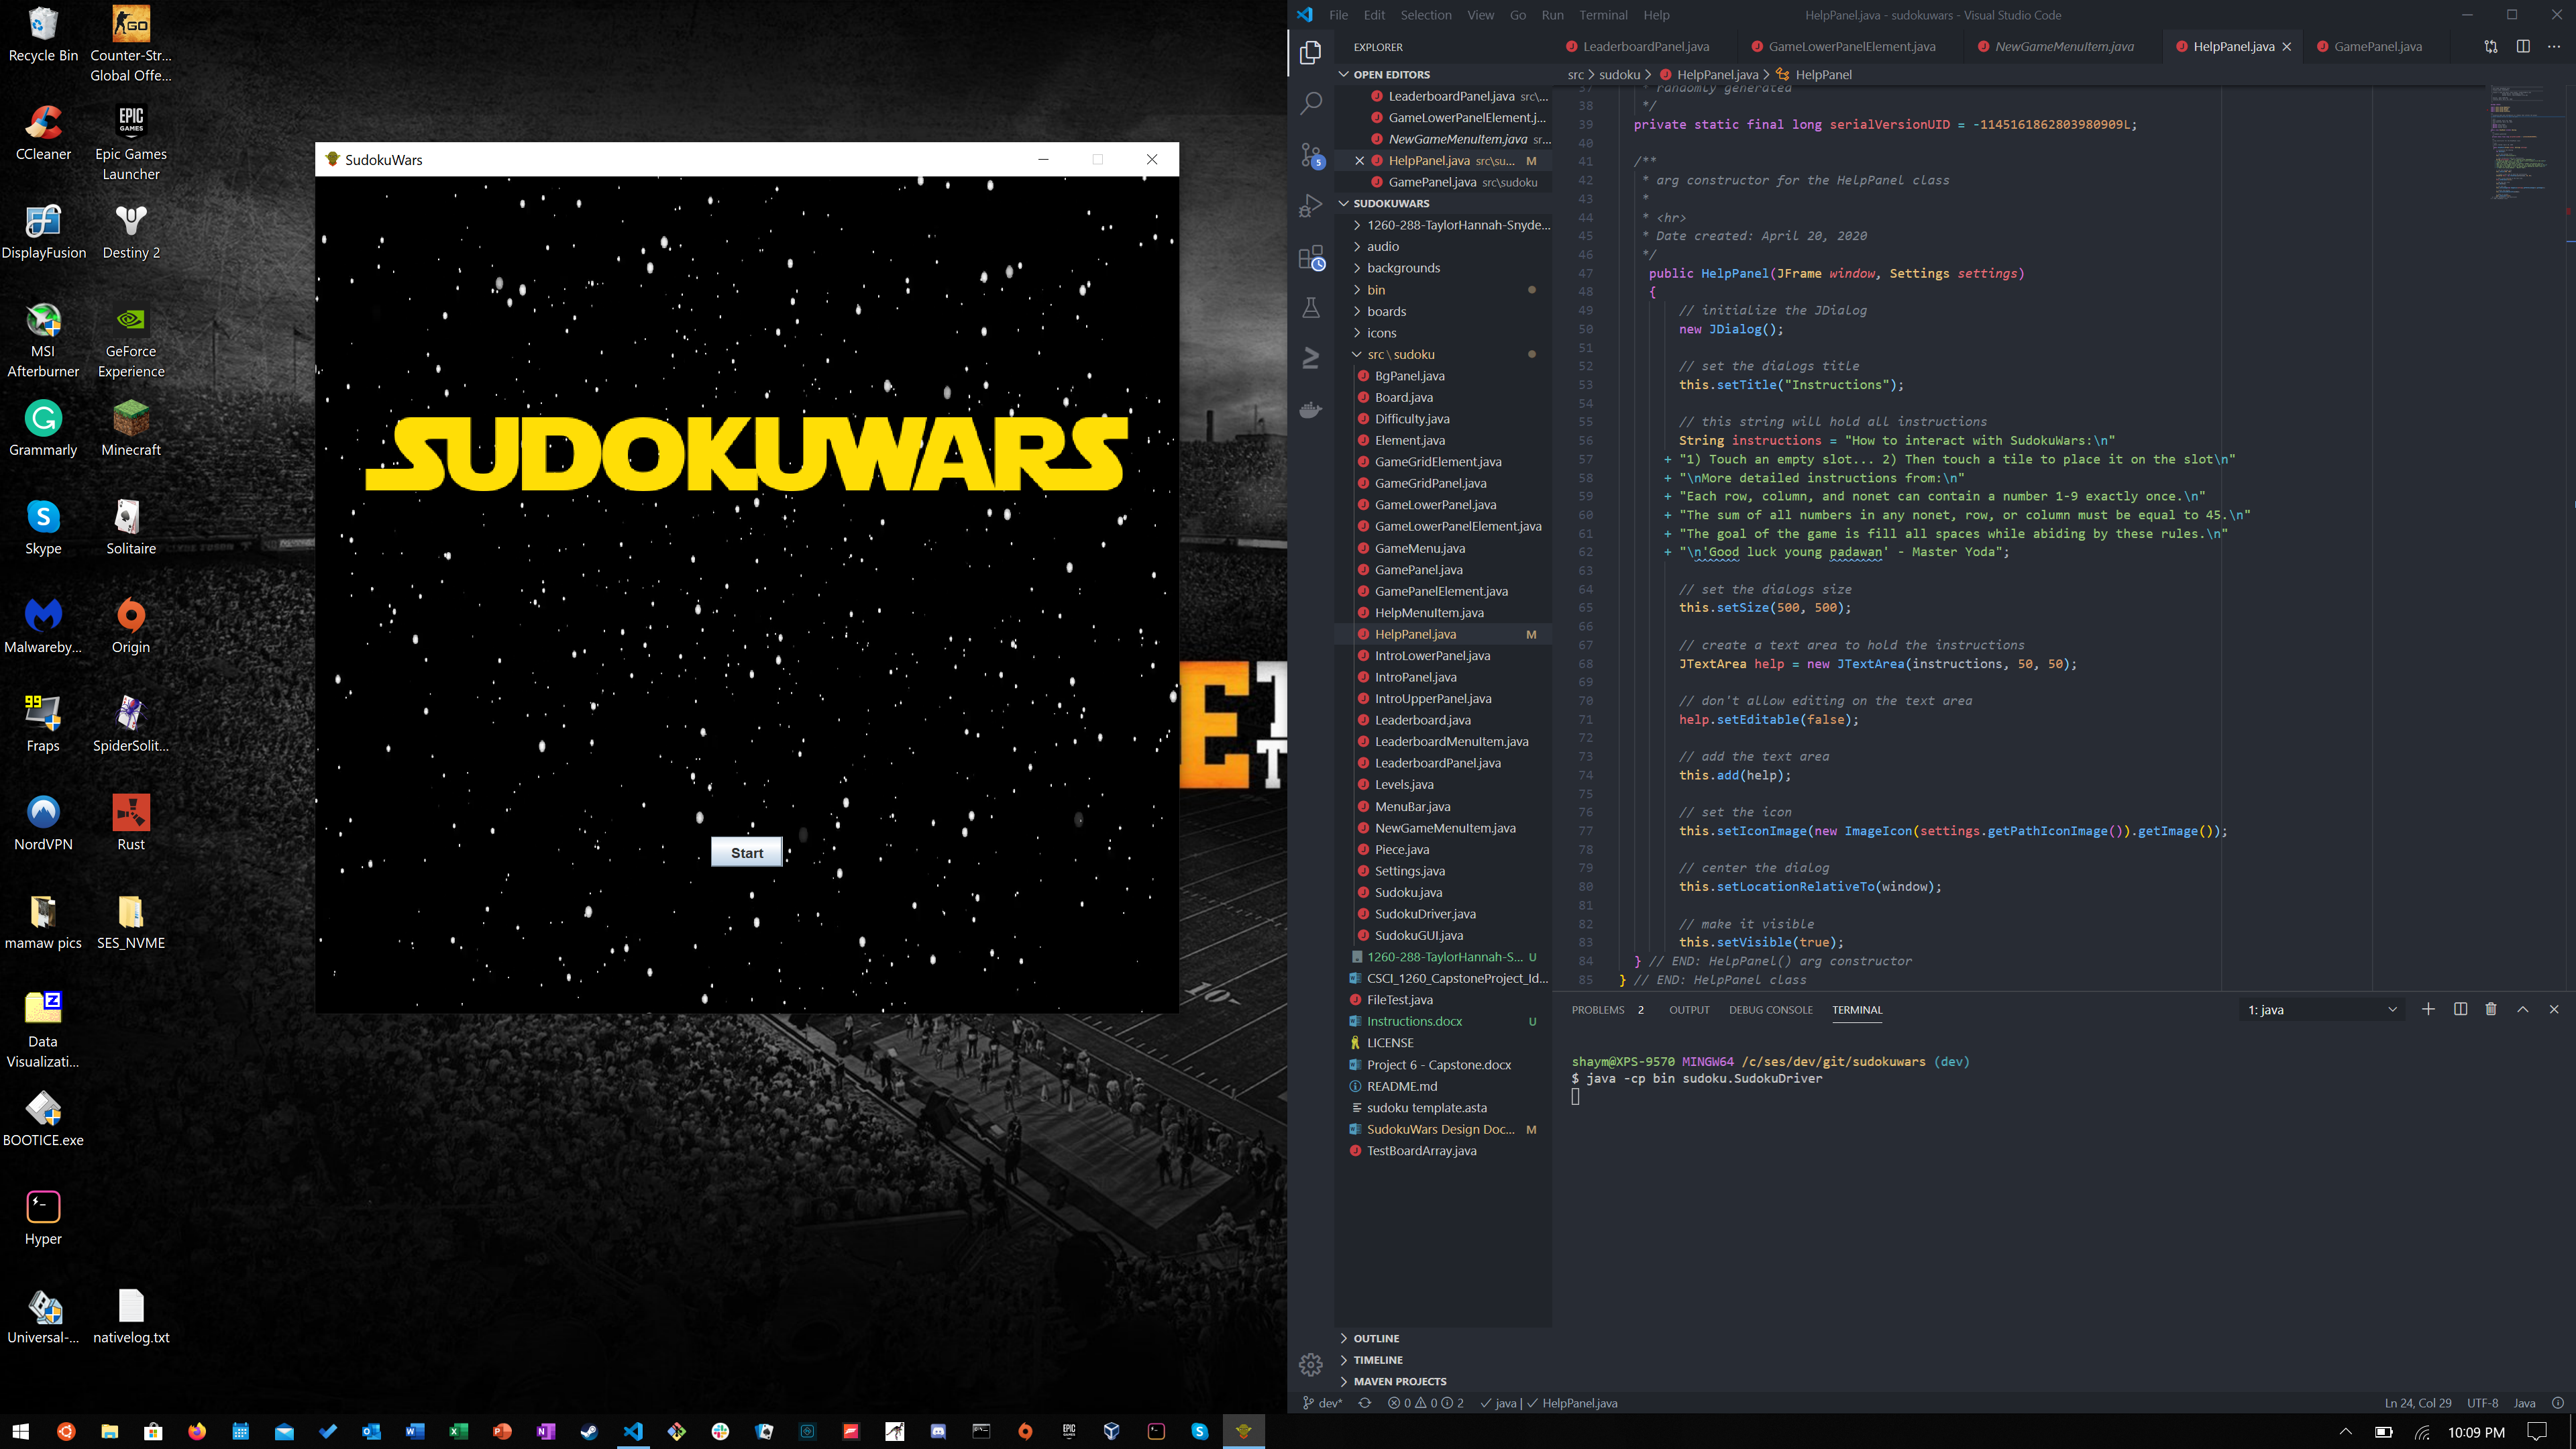 Recycle Bin
Counter-Str...
Global Offe...
CCleaner
EPIC
GAMES
Epic Games
Launcher
DisplayFusion
Destiny 2
MSI
Afterburner
GeForce
Experience
Grammarly
Minecraft
Skype
Solitaire
Malwareby...
Origin
99
Fraps
SpiderSolit...
NordVPN
Rust
mamaw pics
SES_NVME
Data
Visualizati...
BOOTICE.exe
Hyper
Universal-...
nativelog.txt
SudokuWars
SUDOKUWARS
Start
File Edit Selection View Go Run Terminal Help
HelpPanel.java - sudokuwars - Visual Studio Code
EXPLORER
LeaderboardPanel.java
GameLowerPanelElement.java
NewGameMenuItem.java
HelpPanel.java
GamePanel.java
OPEN EDITORS
LeaderboardPanel.java src\...
GameLowerPanelElement.j...
NewGameMenuItem.java sr...
HelpPanel.java src\su... M
GamePanel.java src\sudoku
SUDOKUWARS
1260-288-TaylorHannah-Snyde...
audio
backgrounds
bin
boards
icons
src\sudoku
BgPanel.java
Board.java
Difficulty.java
Element.java
GameGridElement.java
GameGridPanel.java
GameLowerPanel.java
GameLowerPanelElement.java
GameMenu.java
GamePanel.java
GamePanelElement.java
HelpMenuItem.java
HelpPanel.java M
IntroLowerPanel.java
IntroPanel.java
IntroUpperPanel.java
Leaderboard.java
LeaderboardMenuItem.java
LeaderboardPanel.java
Levels.java
MenuBar.java
NewGameMenuItem.java
Piece.java
Settings.java
Sudoku.java
SudokuDriver.java
SudokuGUI.java
1260-288-TaylorHannah-S... U
CSCI_1260_CapstoneProject_Id...
FileTest.java
Instructions.docx U
LICENSE
Project 6 - Capstone.docx
README.md
sudoku template.asta
SudokuWars Design Doc... M
TestBoardArray.java
OUTLINE
TIMELINE
MAVEN PROJECTS
src > sudoku > HelpPanel.java > HelpPanel
37 * randomly generated
38 */
39 private static final long serialVersionUID = -1145161862803980909L;
40
41 /**
42 * arg constructor for the HelpPanel class
43 *
44 * <hr>
45 * Date created: April 20, 2020
46 */
47 public HelpPanel(JFrame window, Settings settings)
48 {
49 // initialize the JDialog
50 new JDialog();
51
52 // set the dialogs title
53 this.setTitle("Instructions");
54
55 // this string will hold all instructions
56 String instructions = "How to interact with SudokuWars:\n"
57 + "1) Touch an empty slot... 2) Then touch a tile to place it on the slot\n"
58 + "\nMore detailed instructions from:\n"
59 + "Each row, column, and nonet can contain a number 1-9 exactly once.\n"
60 + "The sum of all numbers in any nonet, row, or column must be equal to 45.\n"
61 + "The goal of the game is fill all spaces while abiding by these rules.\n"
62 + "\n'Good luck young padawan' - Master Yoda";
63
64 // set the dialogs size
65 this.setSize(500, 500);
66
67 // create a text area to hold the instructions
68 JTextArea help = new JTextArea(instructions, 50, 50);
69
70 // don't allow editing on the text area
71 help.setEditable(false);
72
73 // add the text area
74 this.add(help);
75
76 // set the icon
77 this.setIconImage(new ImageIcon(settings.getPathIconImage()).getImage());
78
79 // center the dialog
80 this.setLocationRelativeTo(window);
81
82 // make it visible
83 this.setVisible(true);
84 } // END: HelpPanel() arg constructor
85 } // END: HelpPanel class
PROBLEMS 2 OUTPUT DEBUG CONSOLE TERMINAL
1: java
shaym@XPS-9570 MINGW64 /c/ses/dev/git/sudokuwars (dev)
$ java -cp bin sudoku.SudokuDriver
dev* 0 0 2 java | HelpPanel.java
Ln 24, Col 29 UTF-8 Java
10:09 PM